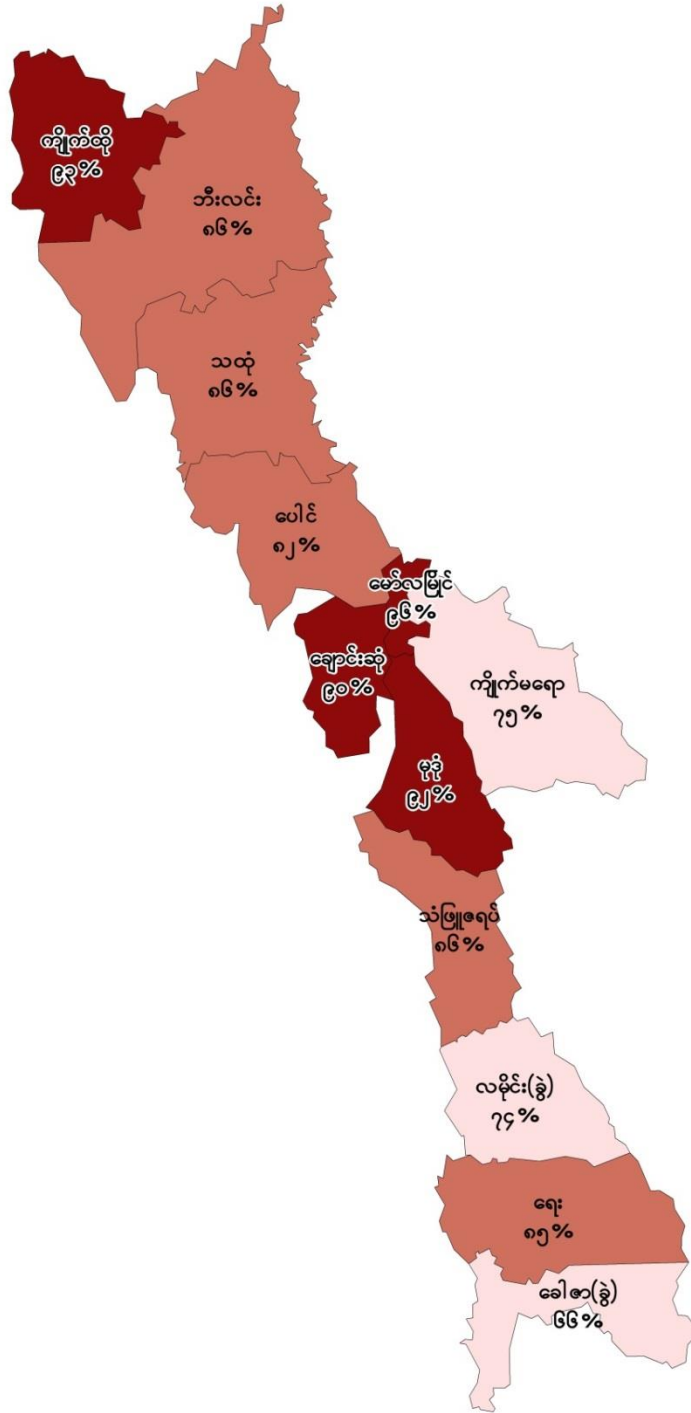 ကျိုက်ထို
၉၃%
ဘီးလင်း
၈၆%
သထုံ
၈၆%
ပေါင်
၈၂%
မော်လမြိုင်
၉၆%
ချောင်းဆုံ
၉၀%
ကျိုက်မရော
၇၅%
မုဒုံ
၉၂%
သံဖြူဇရပ်
၈၆%
လမိုင်း(ခွဲ)
၇၄%
ရေး
၈၅%
ခေါဇာ(ခွဲ)
၆၆%